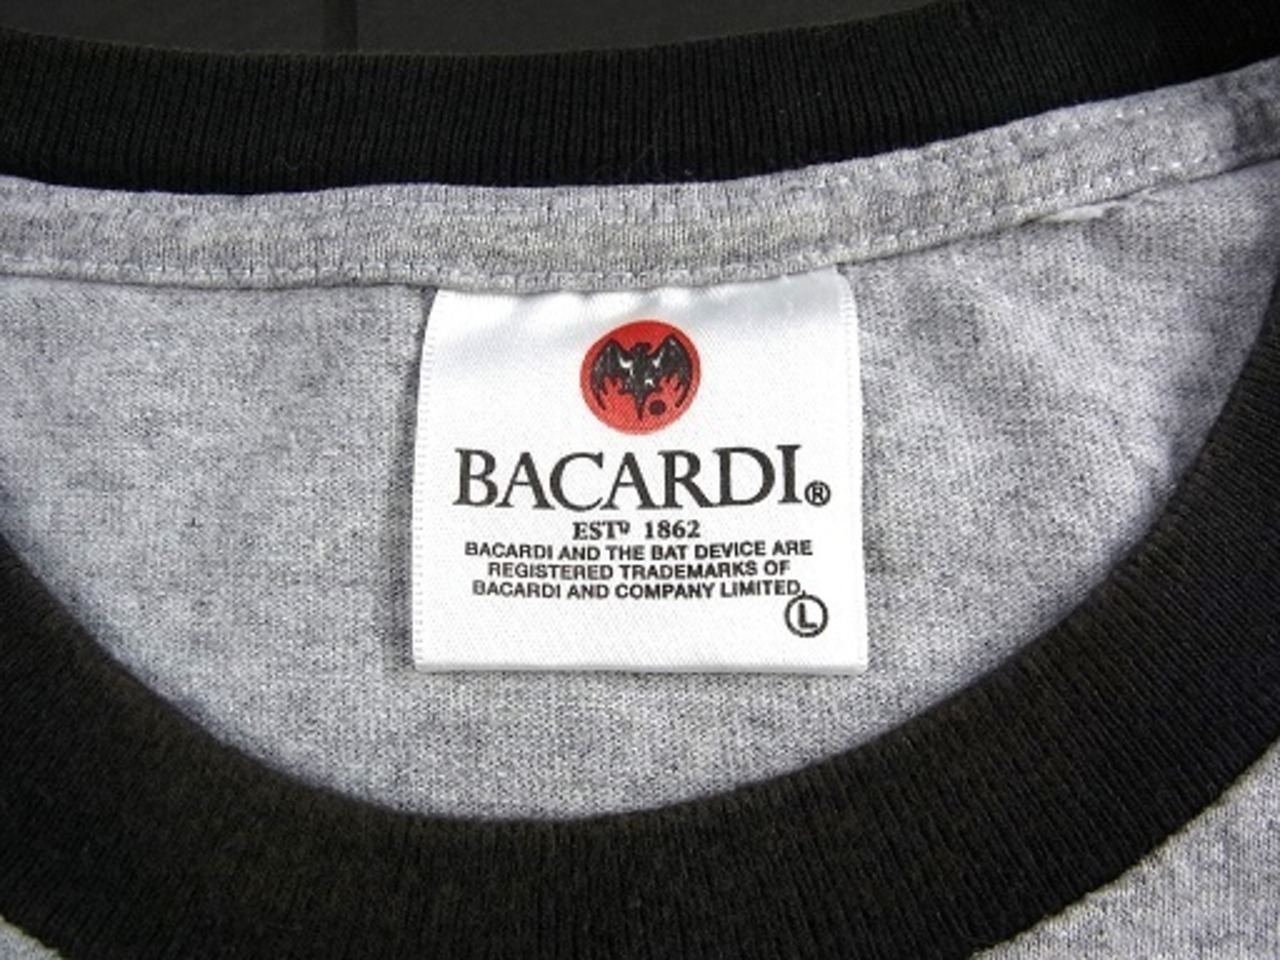 BACARDI®
ESTᴰ 1862
BACARDI AND THE BAT DEVICE ARE
REGISTERED TRADEMARKS OF
BACARDI AND COMPANY LIMITED.
L